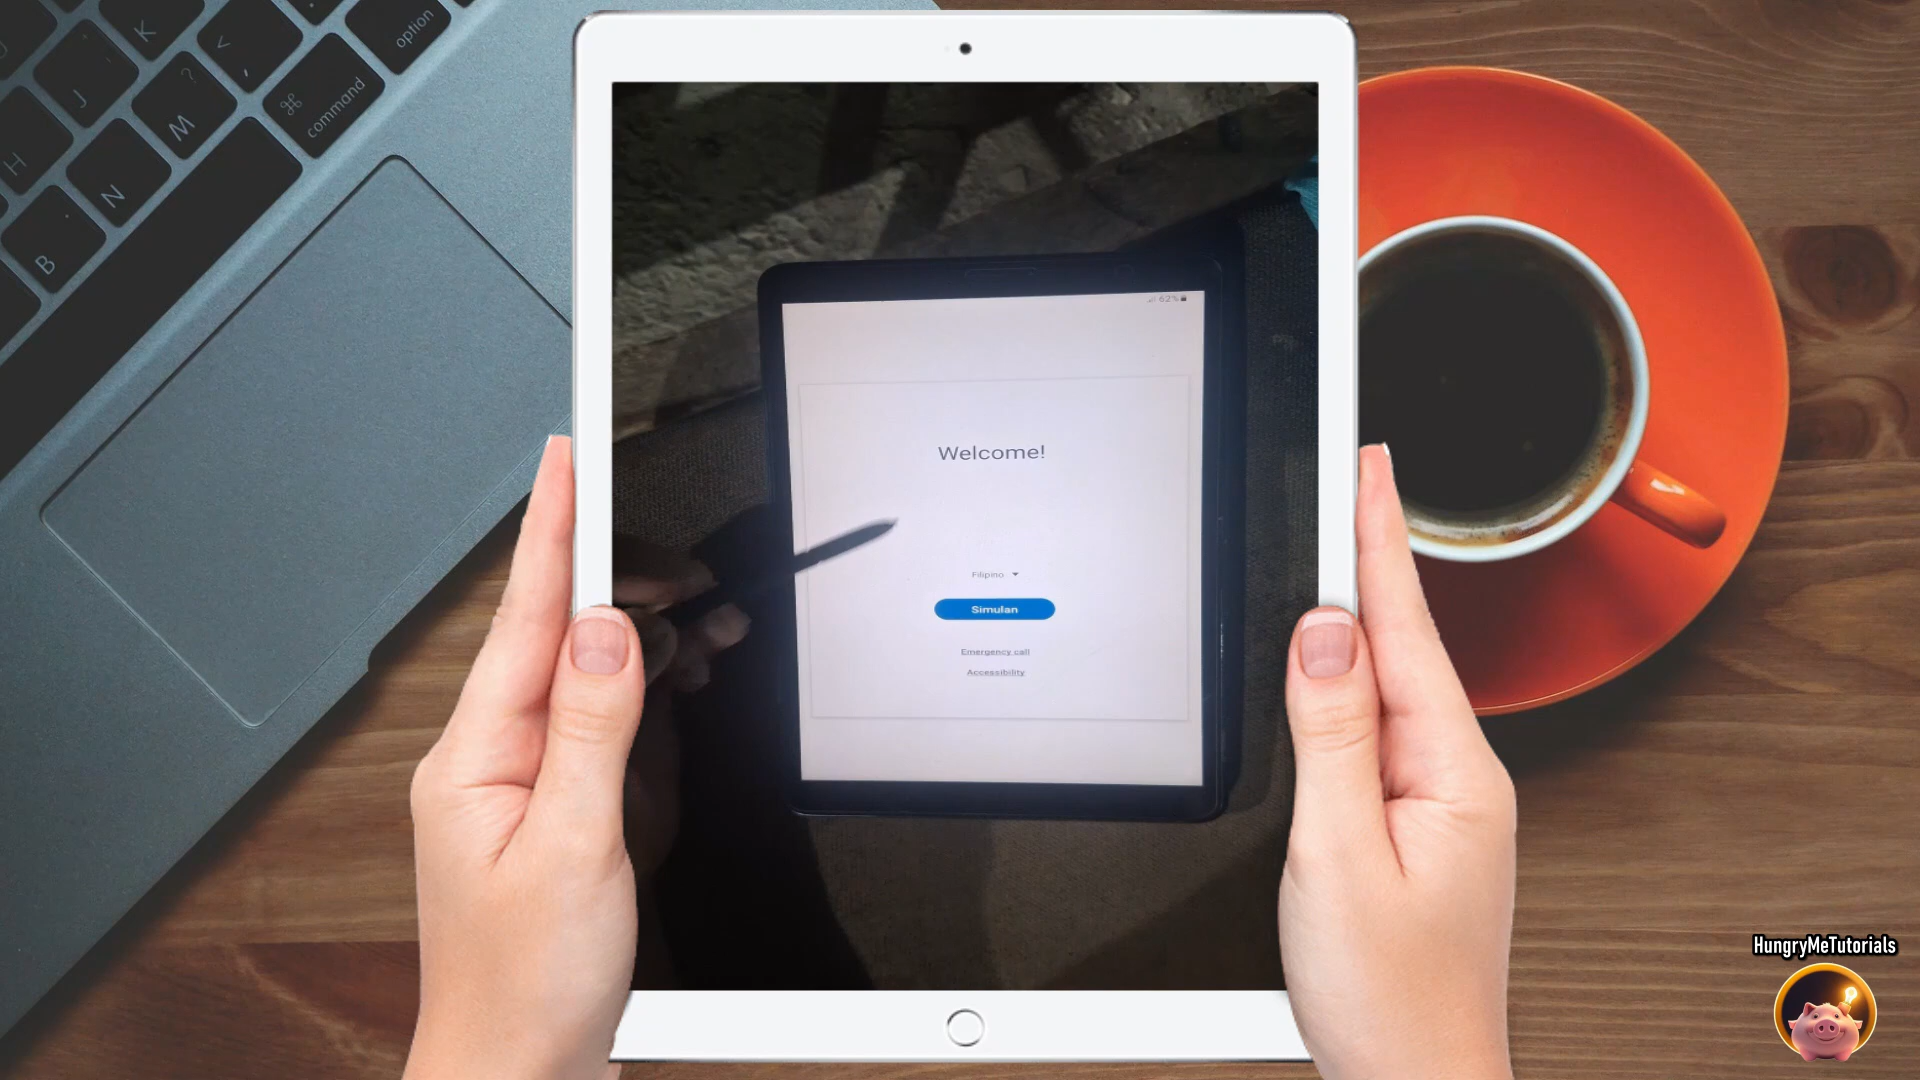 K
<
option
J
?
M
⌘
command
H
N
B
62%
Welcome!
Filipino
Simulan
Emergency call
Accessibility
HungryMeTutorials